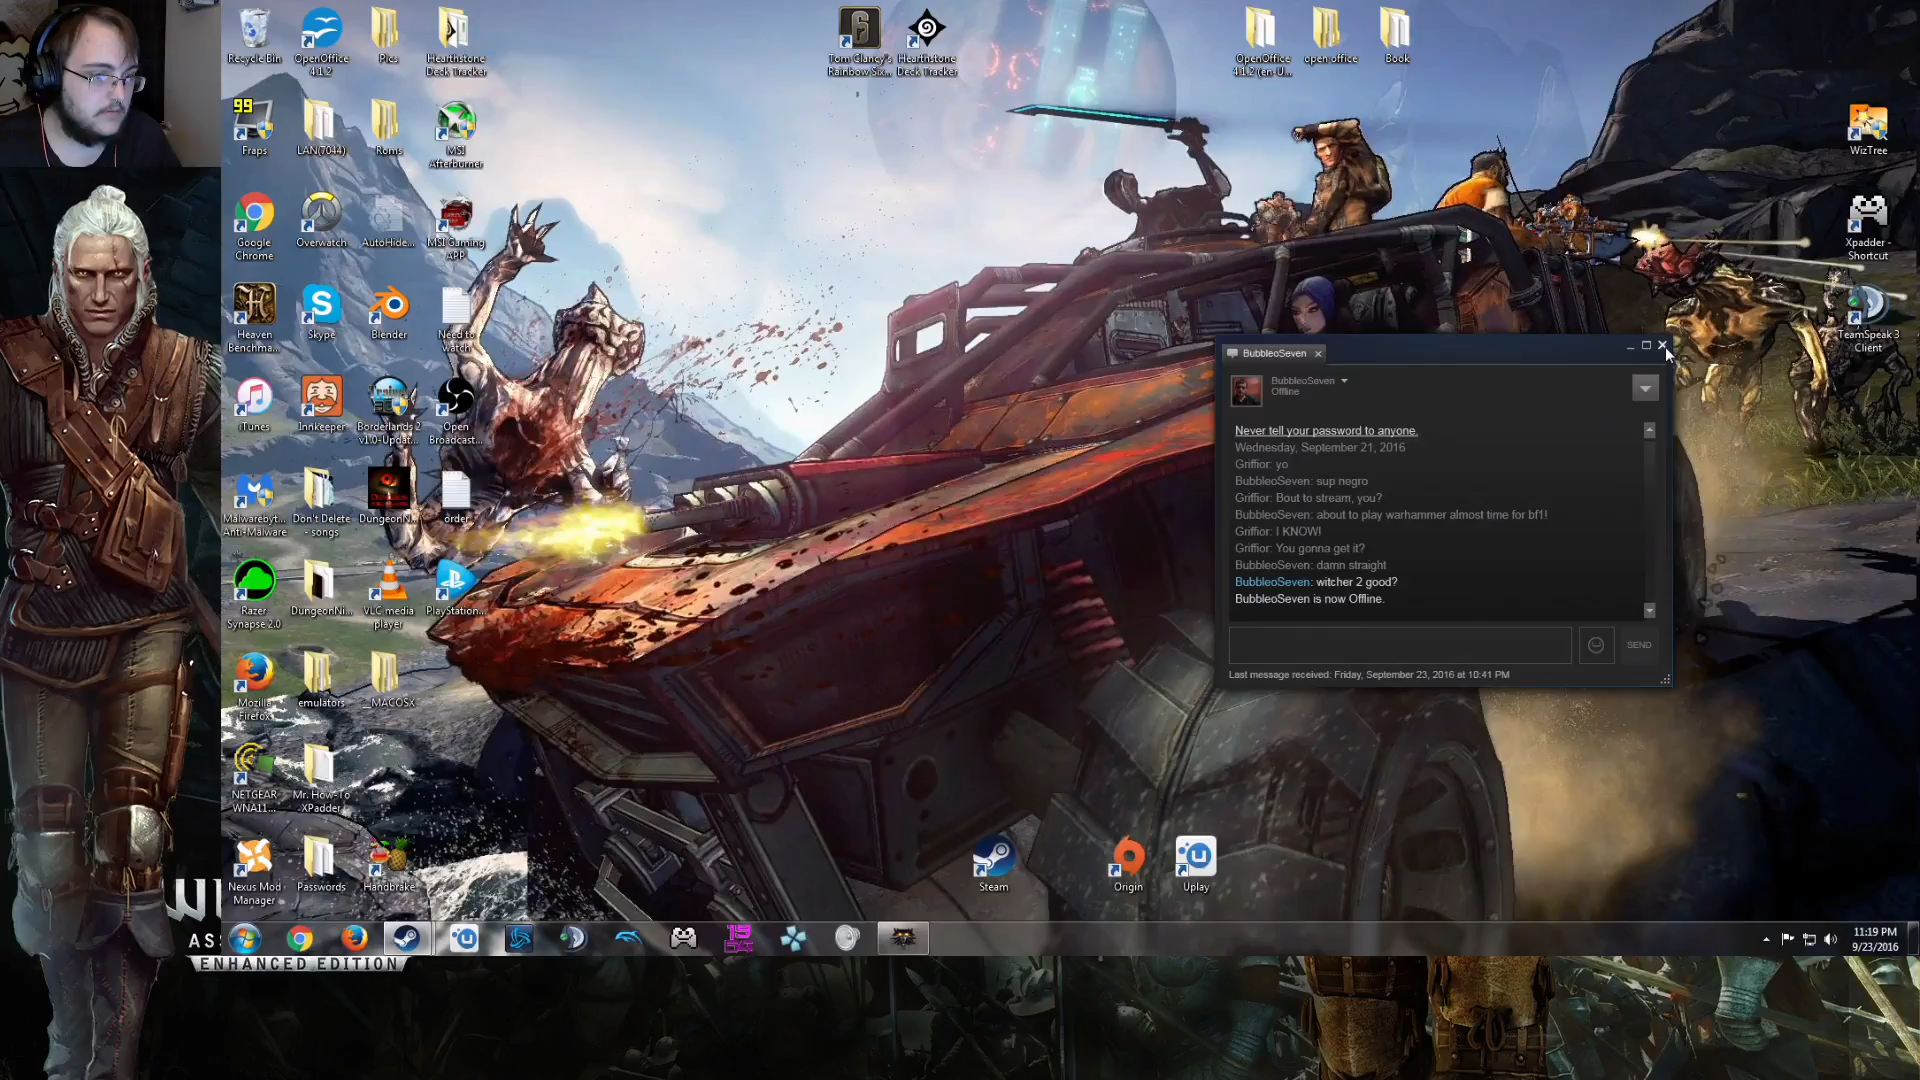 Recycle Bin
OpenOffice 4.1.2
Pics
Hearthstone Deck Tracker
Tom Clancy's Rainbow Six...
Hearthstone Deck Tracker
OpenOffice 4.1.2 (en-U...
open office
Book
99
Fraps
LAN(7044)
Roms
MSI Afterburner
WizTree
Google Chrome
Overwatch
AutoHide...
MSI Gaming APP
Xpadder - Shortcut
Heaven Benchma...
Skype
Blender
Need to watch
TeamSpeak 3 Client
iTunes
Innkeeper
Borderlands 2 v1.0-Updat...
Open Broadcast...
Malwarebyt... Anti-Malware
Don't Delete - songs
DungeonN...
order
Razer Synapse 2.0
DungeonNi...
VLC media player
PlayStation...
Mozilla Firefox
emulators
__MACOSX
NETGEAR WNA11...
Mr. How-To XPadder
Nexus Mod Manager
Passwords
Handbrake
Steam
Origin
Uplay
BubbleoSeven
BubbleoSeven
Offline
Never tell your password to anyone.
Wednesday, September 21, 2016
Griffior: yo
BubbleoSeven: sup negro
Griffior: Bout to stream, you?
BubbleoSeven: about to play warhammer almost time for bf1!
Griffior: I KNOW!
Griffior: You gonna get it?
BubbleoSeven: damn straight
BubbleoSeven: witcher 2 good?
BubbleoSeven is now Offline.
SEND
Last message received: Friday, September 23, 2016 at 10:41 PM
11:19 PM
9/23/2016
ENHANCED EDITION